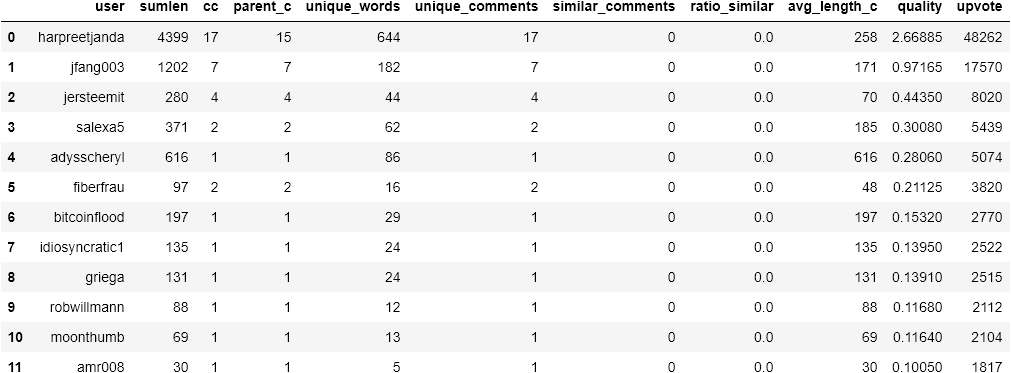 user sumlen cc parent_c unique_words unique_comments similar_comments ratio_similar avg_length_c quality upvote
0 harpreetjanda 4399 17 15 644 17 0 0.0 258 2.66885 48262
1 jfang003 1202 7 7 182 7 0 0.0 171 0.97165 17570
2 jersteemit 280 4 4 44 4 0 0.0 70 0.44350 8020
3 salexa5 371 2 2 62 2 0 0.0 185 0.30080 5439
4 adysscheryl 616 1 1 86 1 0 0.0 616 0.28060 5074
5 fiberfrau 97 2 2 16 2 0 0.0 48 0.21125 3820
6 bitcoinflood 197 1 1 29 1 0 0.0 197 0.15320 2770
7 idiosyncratic1 135 1 1 24 1 0 0.0 135 0.13950 2522
8 griega 131 1 1 24 1 0 0.0 131 0.13910 2515
9 robwillmann 88 1 1 12 1 0 0.0 88 0.11680 2112
10 moonthumb 69 1 1 13 1 0 0.0 69 0.11640 2104
11 amr008 30 1 1 5 1 0 0.0 30 0.10050 1817